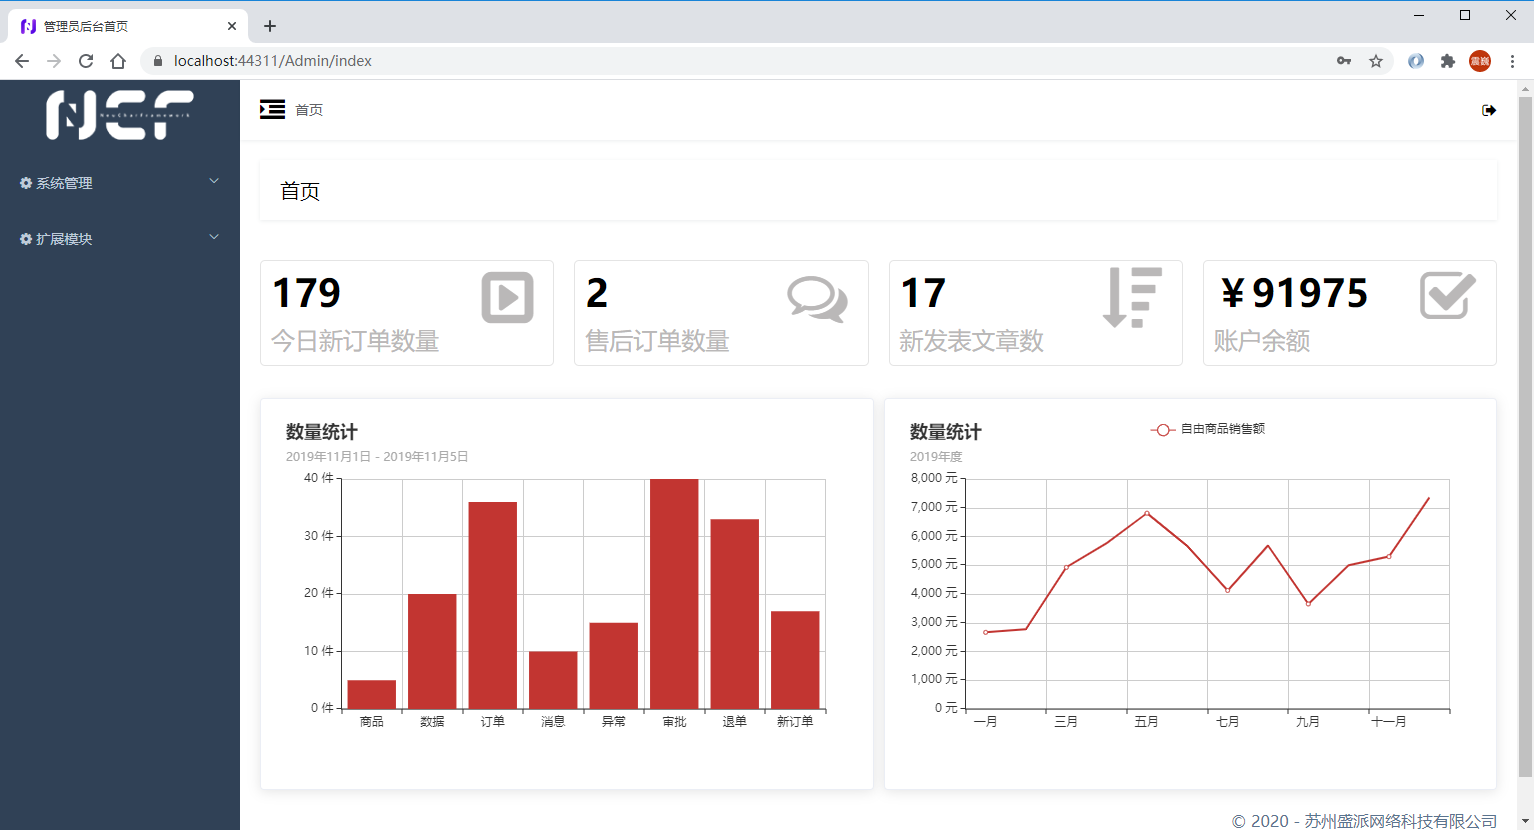 管理员后台首页
localhost:44311/Admin/index
震巍
NCF
NeuCharFramework
首页
系统管理
扩展模块
首页
179
今日新订单数量
2
售后订单数量
17
新发表文章数
￥91975
账户余额
数量统计
2019年11月1日 - 2019年11月5日
40 件
30 件
20 件
10 件
0 件
商品 数据 订单 消息 异常 审批 退单 新订单
数量统计
自由商品销售额
2019年度
8,000 元
7,000 元
6,000 元
5,000 元
4,000 元
3,000 元
2,000 元
1,000 元
0 元
一月 三月 五月 七月 九月 十一月
© 2020 - 苏州盛派网络科技有限公司